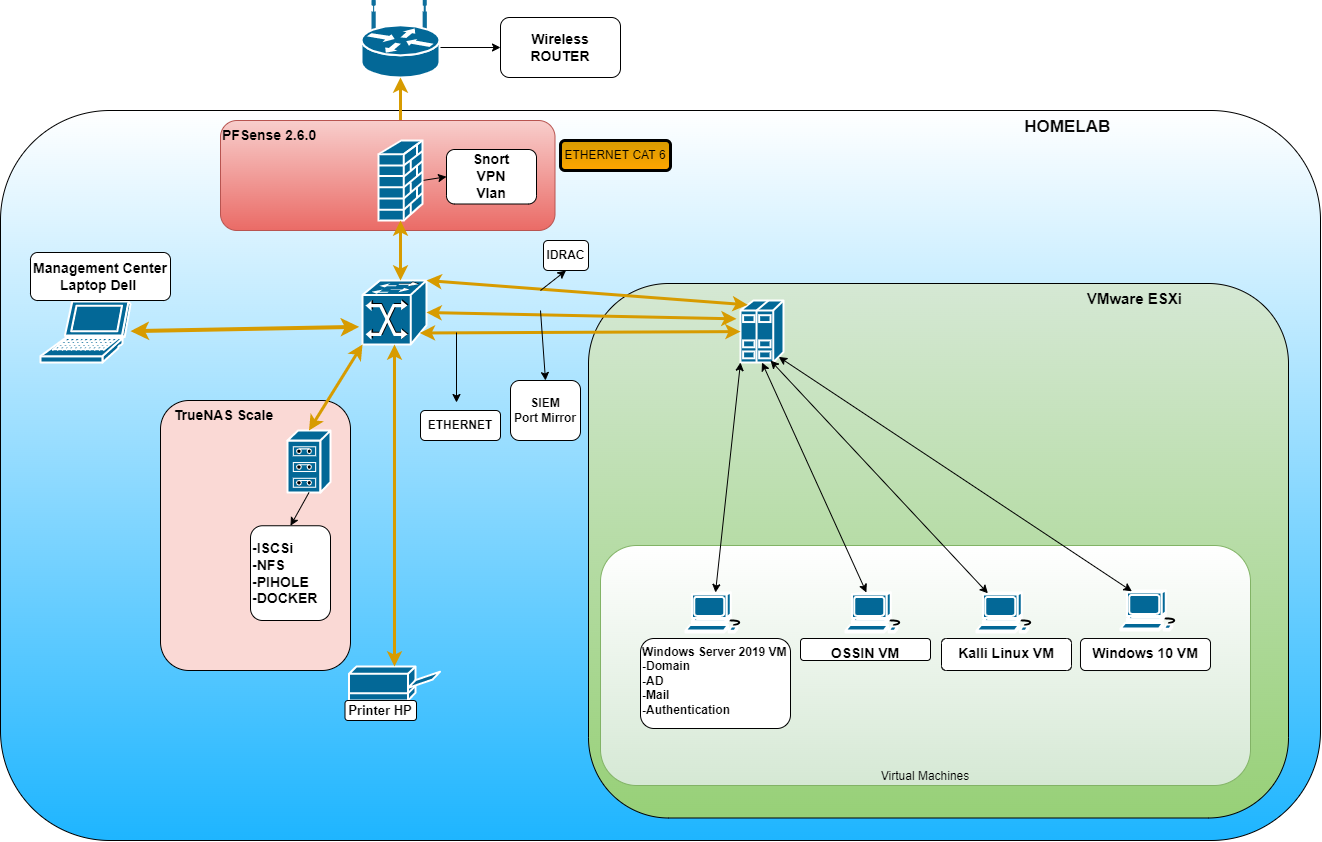 Wireless
ROUTER
HOMELAB
PFSense 2.6.0
ETHERNET CAT 6
Snort
VPN
Vlan
IDRAC
Management Center
Laptop Dell
VMware ESXi
SIEM
Port Mirror
ETHERNET
TrueNAS Scale
-ISCSi
-NFS
-PIHOLE
-DOCKER
Windows Server 2019 VM
-Domain
-AD
-Mail
-Authentication
OSSIN VM
Kalli Linux VM
Windows 10 VM
Printer HP
Virtual Machines